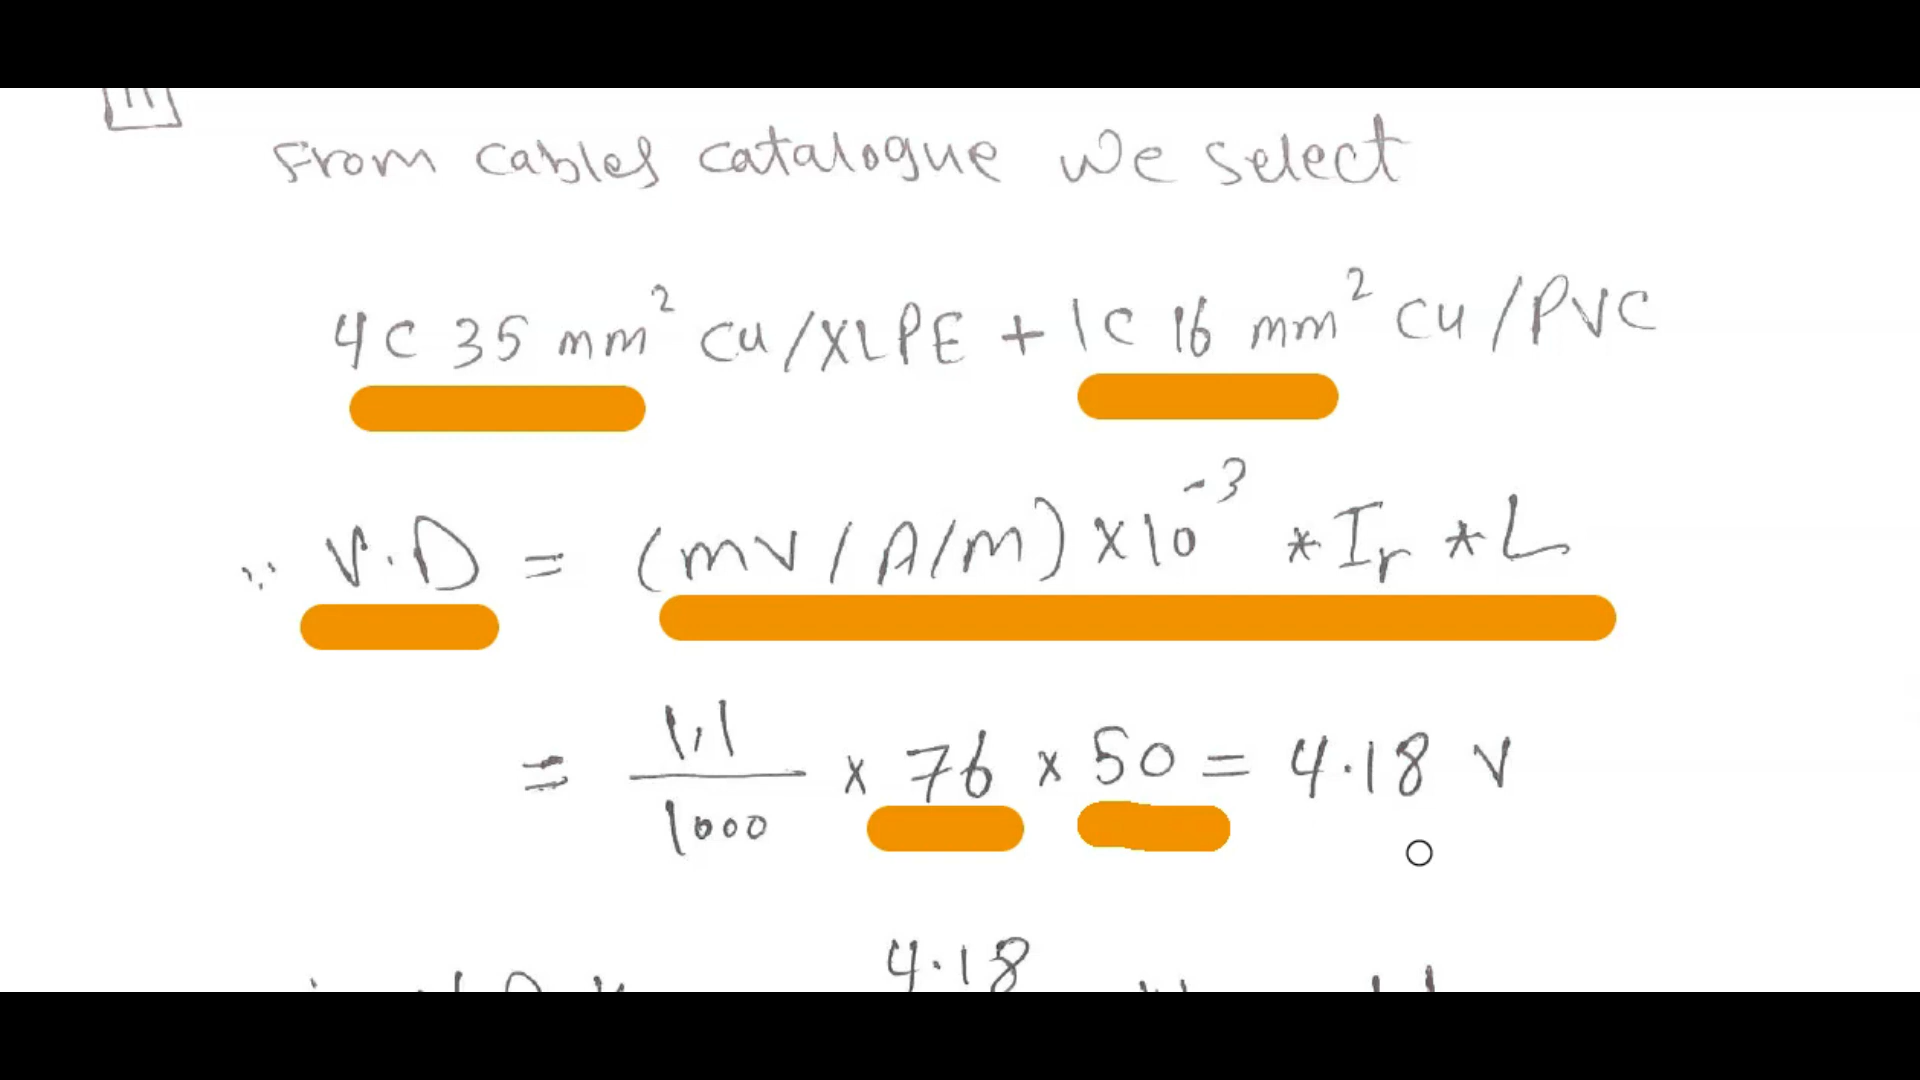 From cables catalogue we select
4C 35 mm² Cu/XLPE + 1C 16 mm² Cu/PVC
∵ V.D = (mV/A/M) x10⁻³ * Ir * L
= 1.1/1000 x 76 x 50 = 4.18 V
4.18